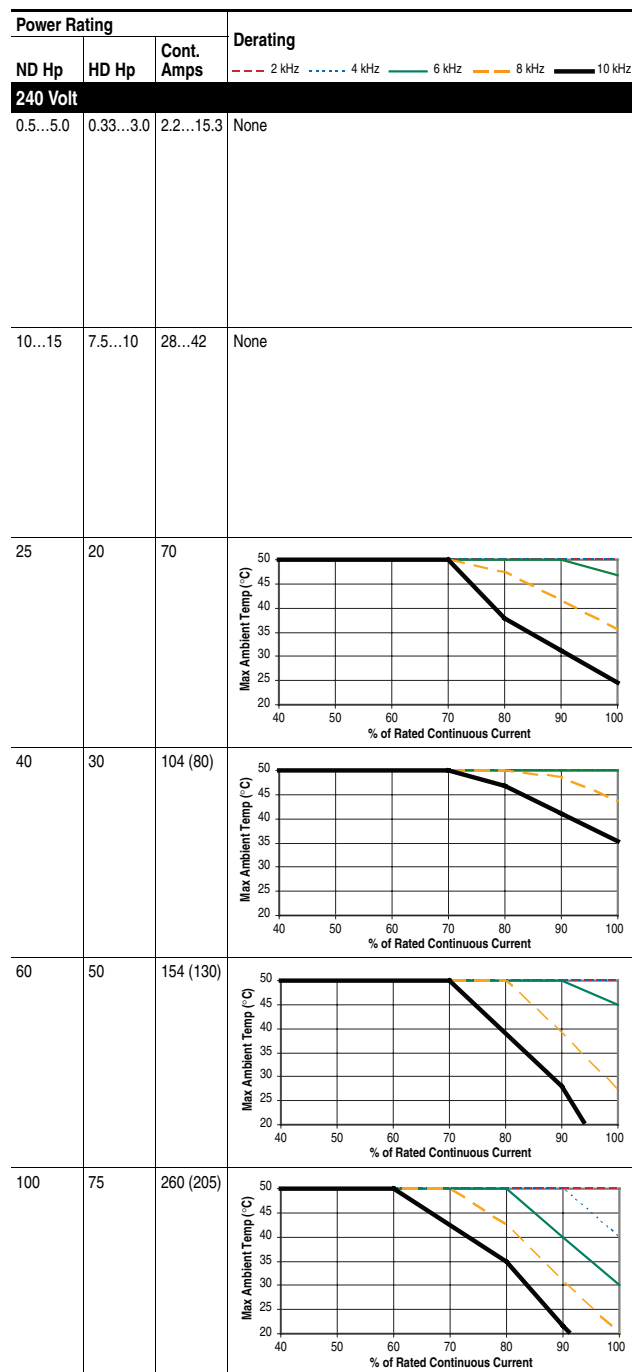 Power Rating
Derating
ND Hp HD Hp Cont. Amps
2 kHz 4 kHz 6 kHz 8 kHz 10 kHz
240 Volt
0.5…5.0 0.33…3.0 2.2…15.3 None
10…15 7.5…10 28…42 None
25 20 70
Max Ambient Temp (°C)
50
45
40
35
30
25
20
40 50 60 70 80 90 100
% of Rated Continuous Current
40 30 104 (80)
Max Ambient Temp (°C)
50
45
40
35
30
25
20
40 50 60 70 80 90 100
% of Rated Continuous Current
60 50 154 (130)
Max Ambient Temp (°C)
50
45
40
35
30
25
20
40 50 60 70 80 90 100
% of Rated Continuous Current
100 75 260 (205)
Max Ambient Temp (°C)
50
45
40
35
30
25
20
40 50 60 70 80 90 100
% of Rated Continuous Current